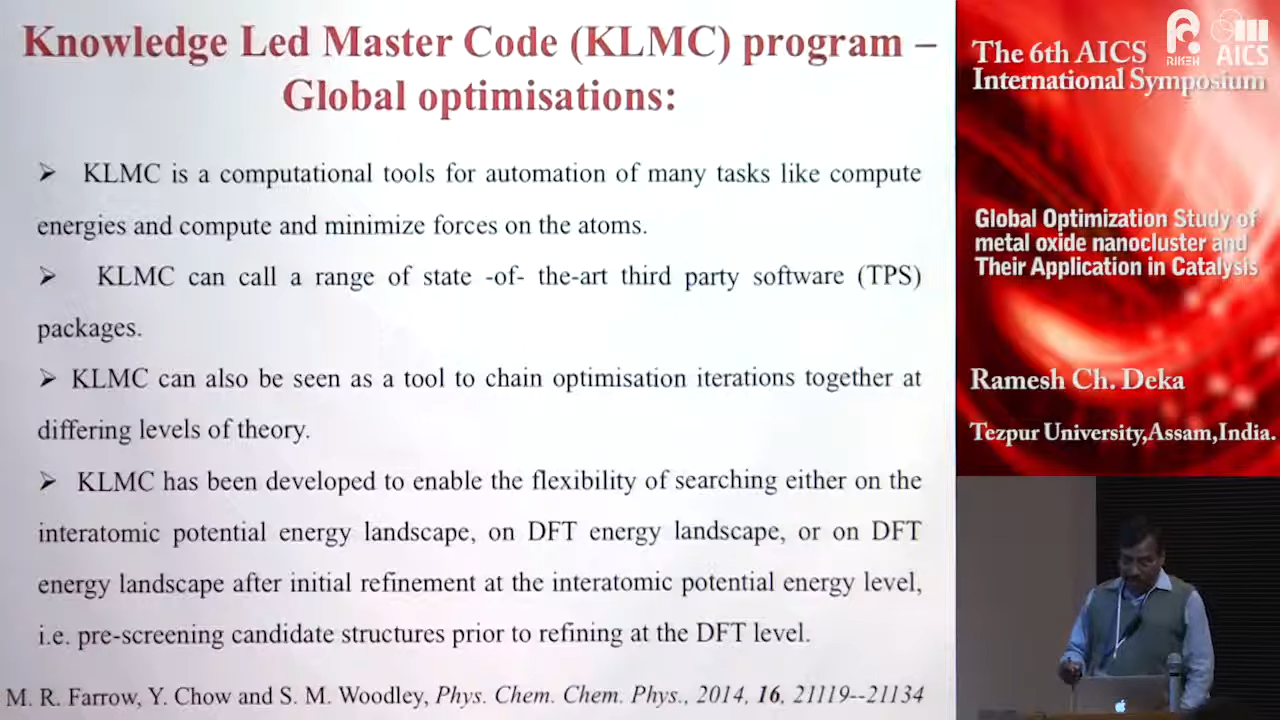 Knowledge Led Master Code (KLMC) program –
Global optimisations:
➢ KLMC is a computational tools for automation of many tasks like compute
energies and compute and minimize forces on the atoms.
➢ KLMC can call a range of state -of- the-art third party software (TPS)
packages.
➢ KLMC can also be seen as a tool to chain optimisation iterations together at
differing levels of theory.
➢ KLMC has been developed to enable the flexibility of searching either on the
interatomic potential energy landscape, on DFT energy landscape, or on DFT
energy landscape after initial refinement at the interatomic potential energy level,
i.e. pre-screening candidate structures prior to refining at the DFT level.
M. R. Farrow, Y. Chow and S. M. Woodley, Phys. Chem. Chem. Phys., 2014, 16, 21119--21134
RIKEN
AICS
The 6th AICS
International Symposium
Global Optimization Study of
metal oxide nanocluster and
Their Application in Catalysis
Ramesh Ch. Deka
Tezpur University,Assam,India.